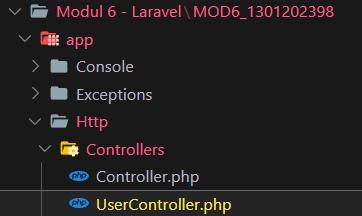 Modul 6 - Laravel\MOD6_1301202398
app
Console
Exceptions
Http
Controllers
Controller.php
UserController.php